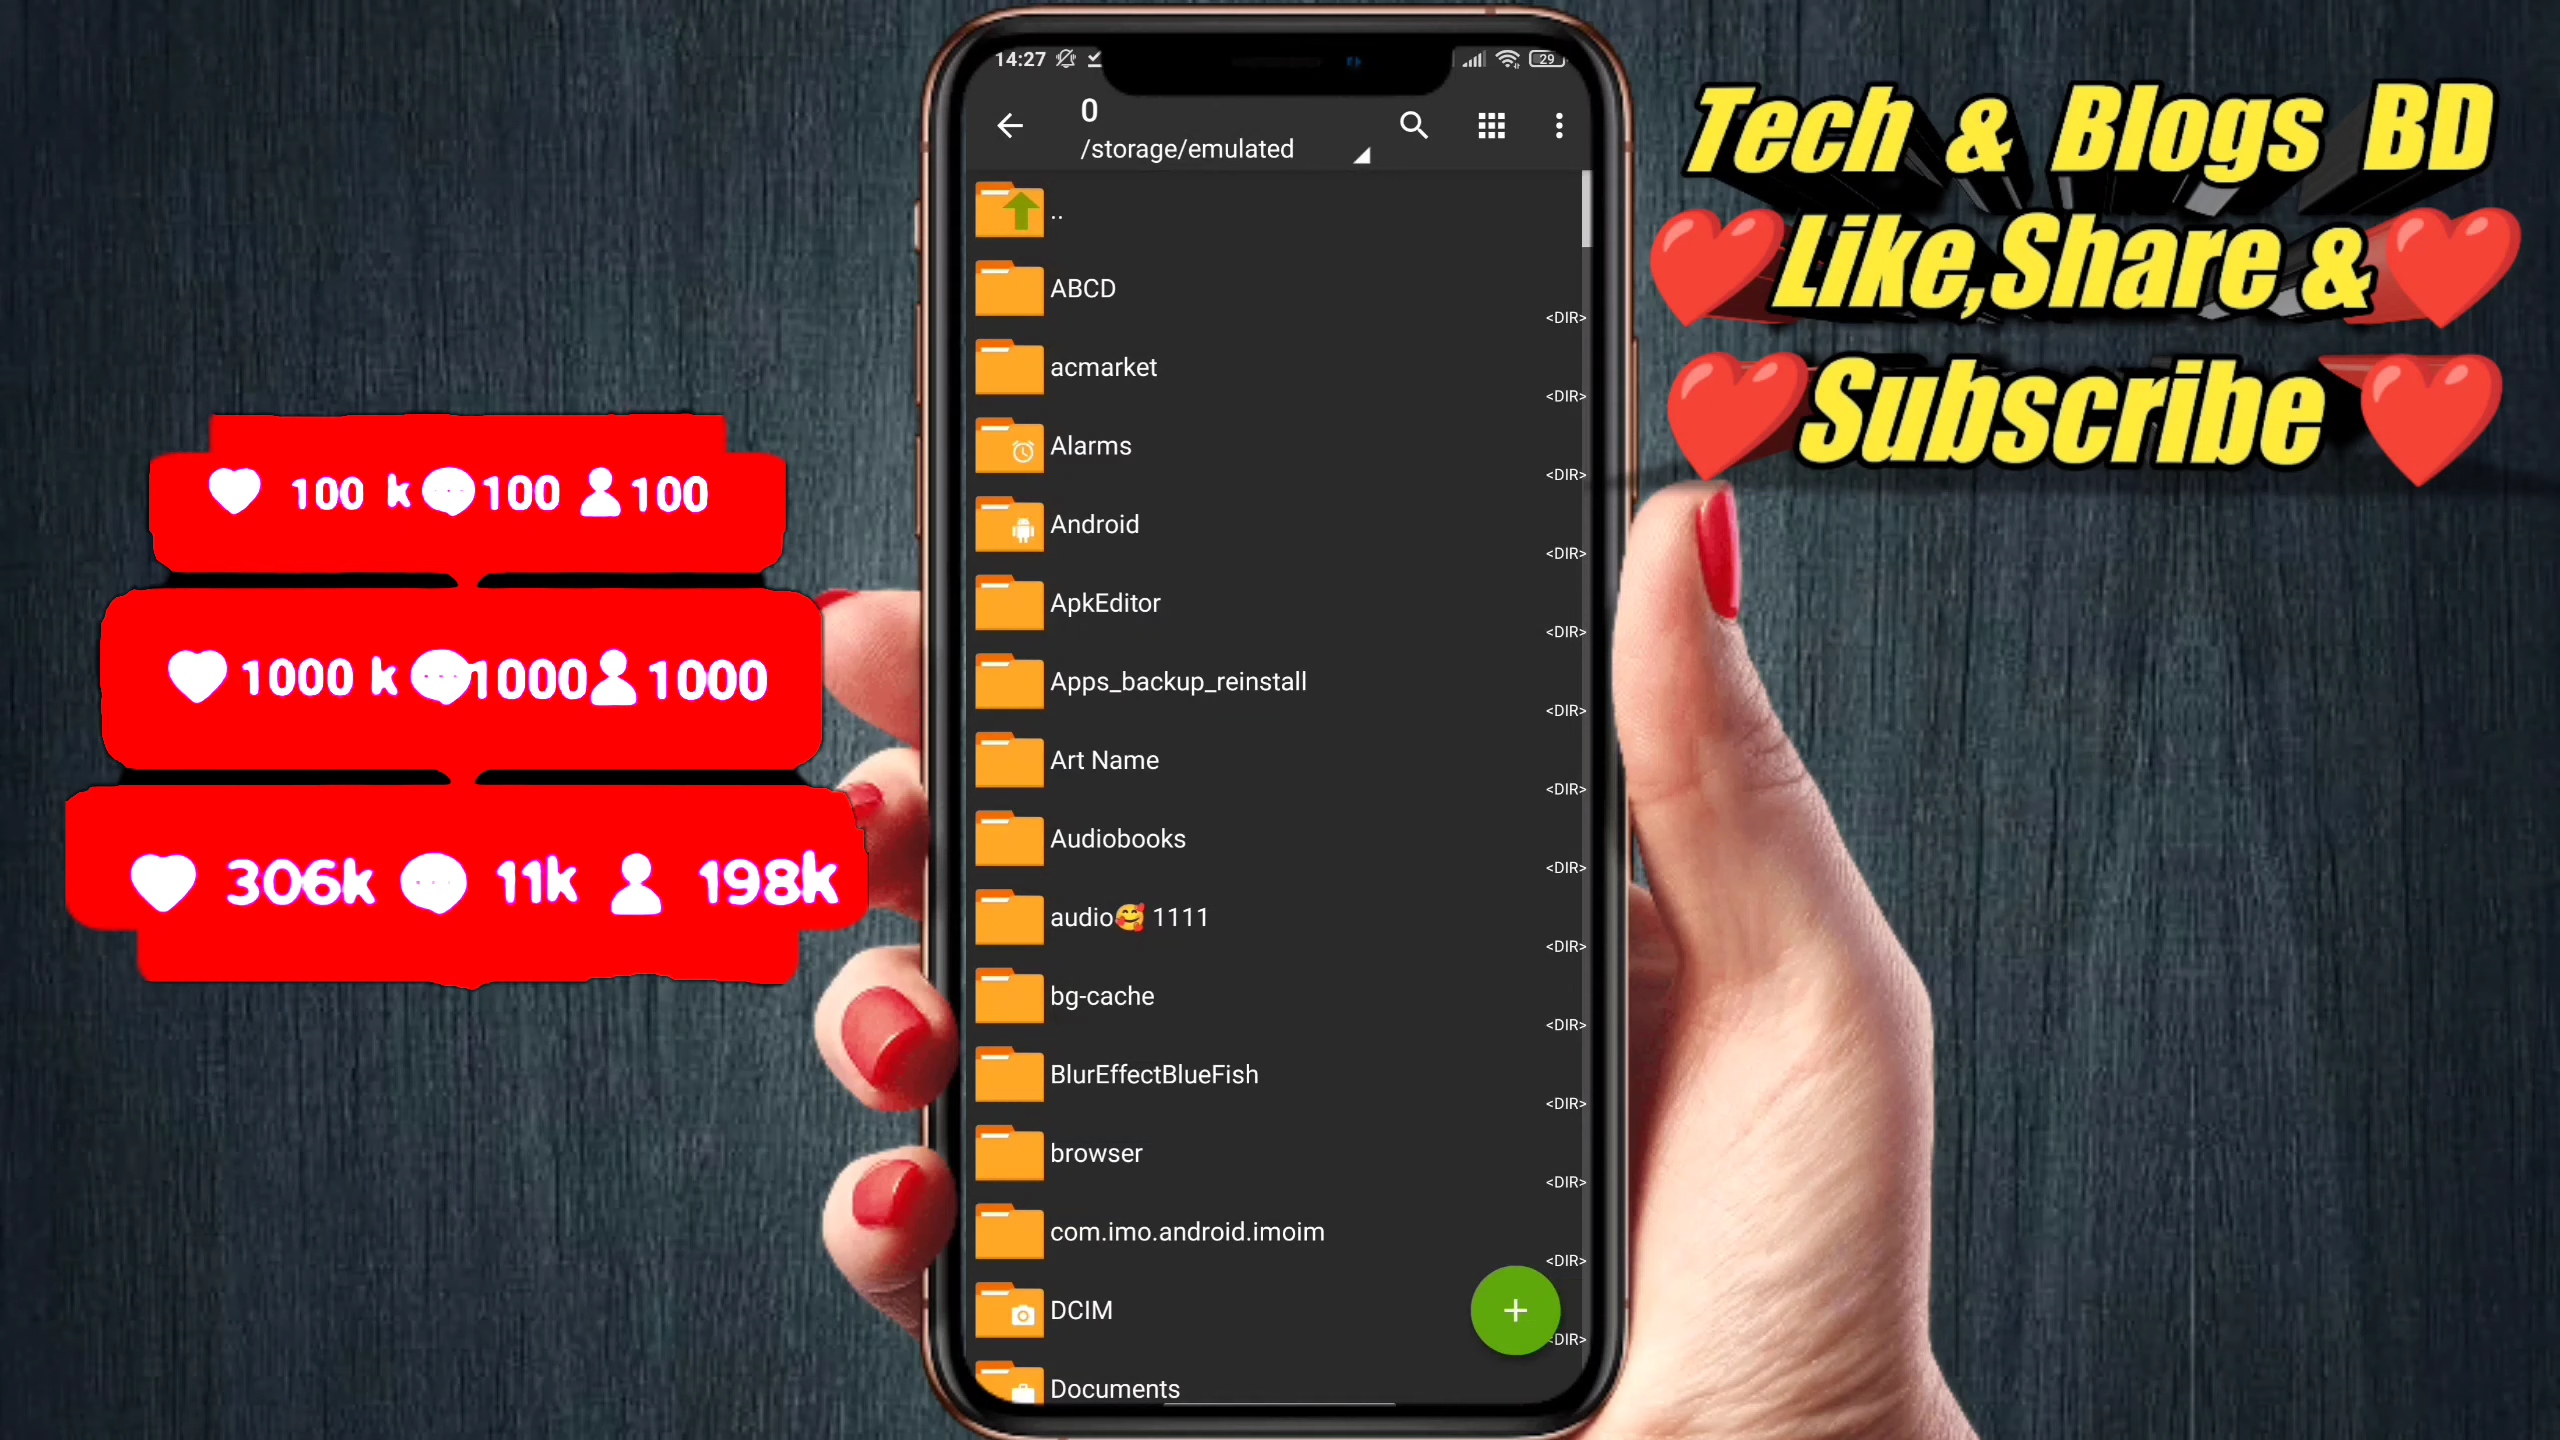 14:27
29
0
/storage/emulated
..
ABCD
<DIR>
acmarket
<DIR>
Alarms
<DIR>
Android
<DIR>
ApkEditor
<DIR>
Apps_backup_reinstall
<DIR>
Art Name
<DIR>
Audiobooks
<DIR>
audio🥰 1111
<DIR>
bg-cache
<DIR>
BlurEffectBlueFish
<DIR>
browser
<DIR>
com.imo.android.imoim
<DIR>
DCIM
<DIR>
Documents
Tech & Blogs BD
❤️Like,Share &❤️
❤️Subscribe❤️
100 k 100 100
1000 k 1000 1000
306k 11k 198k